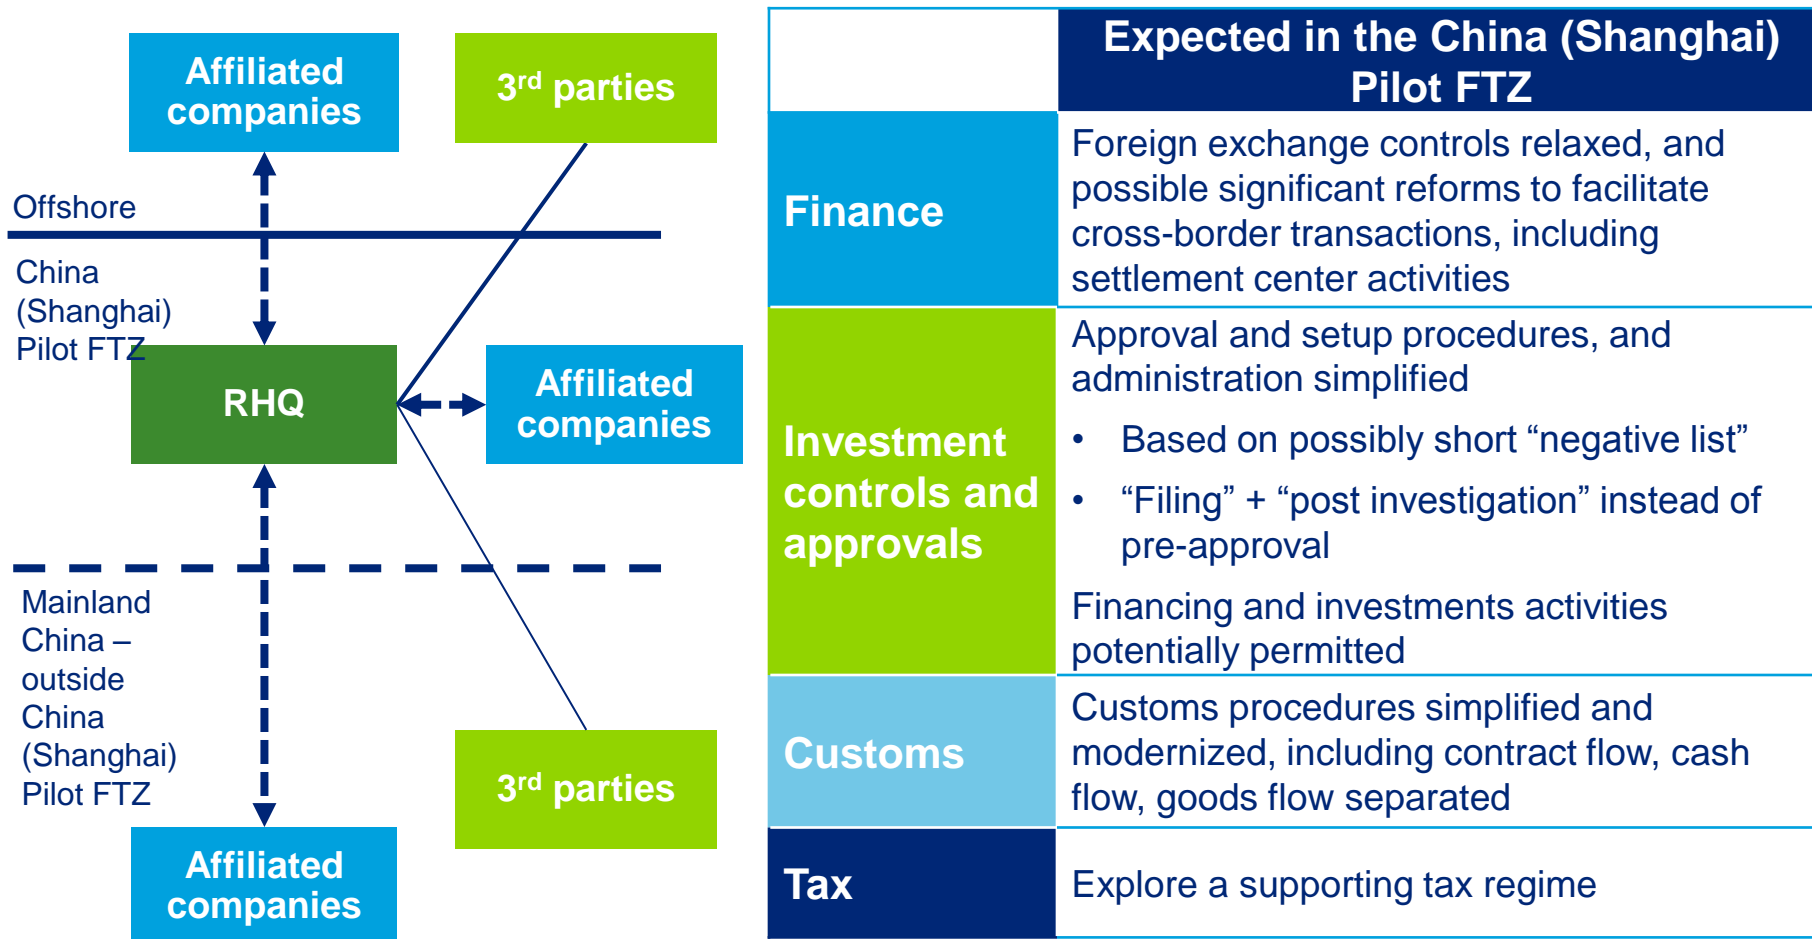 Affiliated
companies
3rd parties
Offshore
China
(Shanghai)
Pilot FTZ
RHQ
Affiliated
companies
Mainland
China –
outside
China
(Shanghai)
Pilot FTZ
3rd parties
Affiliated
companies
Expected in the China (Shanghai)
Pilot FTZ
Finance
Foreign exchange controls relaxed, and
possible significant reforms to facilitate
cross-border transactions, including
settlement center activities
Investment
controls and
approvals
Approval and setup procedures, and
administration simplified
• Based on possibly short “negative list”
• “Filing” + “post investigation” instead of
pre-approval
Financing and investments activities
potentially permitted
Customs
Customs procedures simplified and
modernized, including contract flow, cash
flow, goods flow separated
Tax
Explore a supporting tax regime